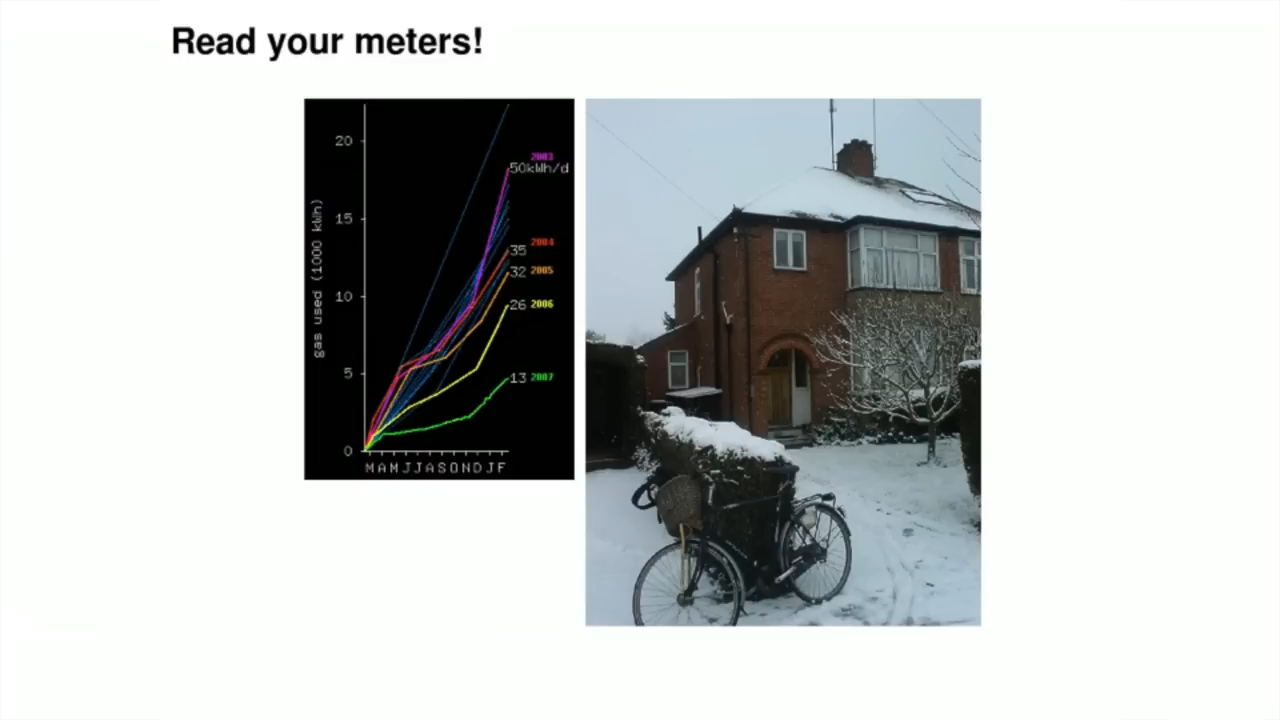 Read your meters!
20
15
10
5
0
gas used (1000 kWh)
2003
50kWh/d
35 2004
32 2005
26 2006
13 2007
MAMJJASONDJF